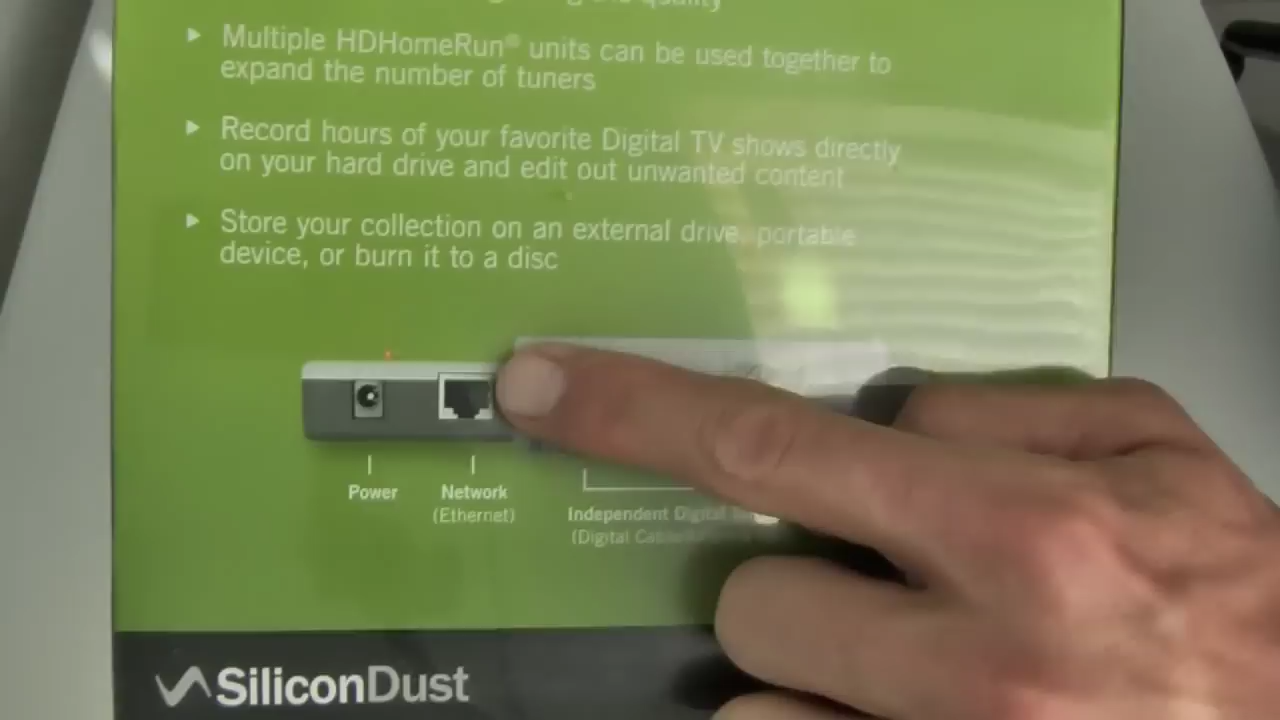 the quality
Multiple HDHomeRun® units can be used together to
expand the number of tuners
Record hours of your favorite Digital TV shows directly
on your hard drive and edit out unwanted content
Store your collection on an external drive, portable
device, or burn it to a disc
Power
Network
(Ethernet)
Independent Digital
(Digital
SiliconDust